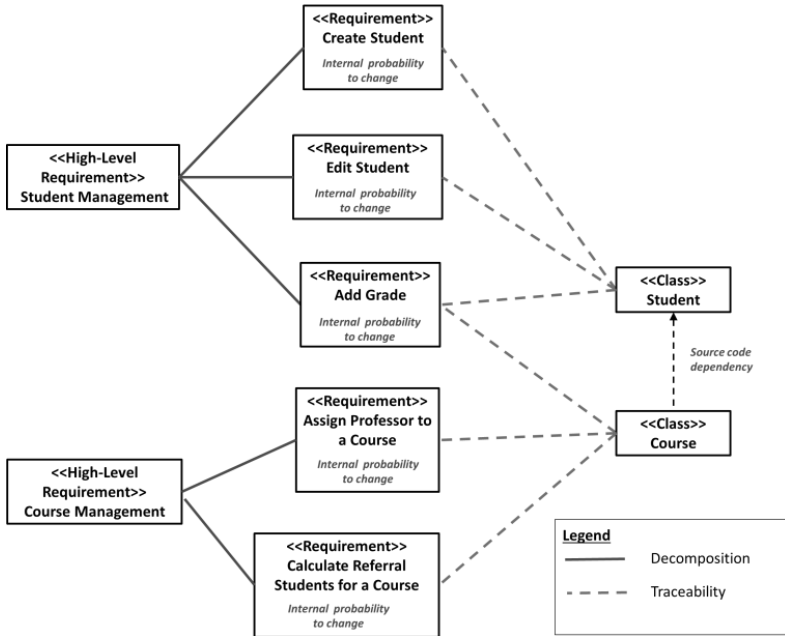 <<Requirement>>
Create Student
Internal probability
to change
<<High-Level
Requirement>>
Student Management
<<Requirement>>
Edit Student
Internal probability
to change
<<Requirement>>
Add Grade
Internal probability
to change
<<Class>>
Student
Source code
dependency
<<Class>>
Course
<<Requirement>>
Assign Professor to
a Course
Internal probability
to change
<<High-Level
Requirement>>
Course Management
<<Requirement>>
Calculate Referral
Students for a Course
Internal probability
to change
Legend
Decomposition
Traceability